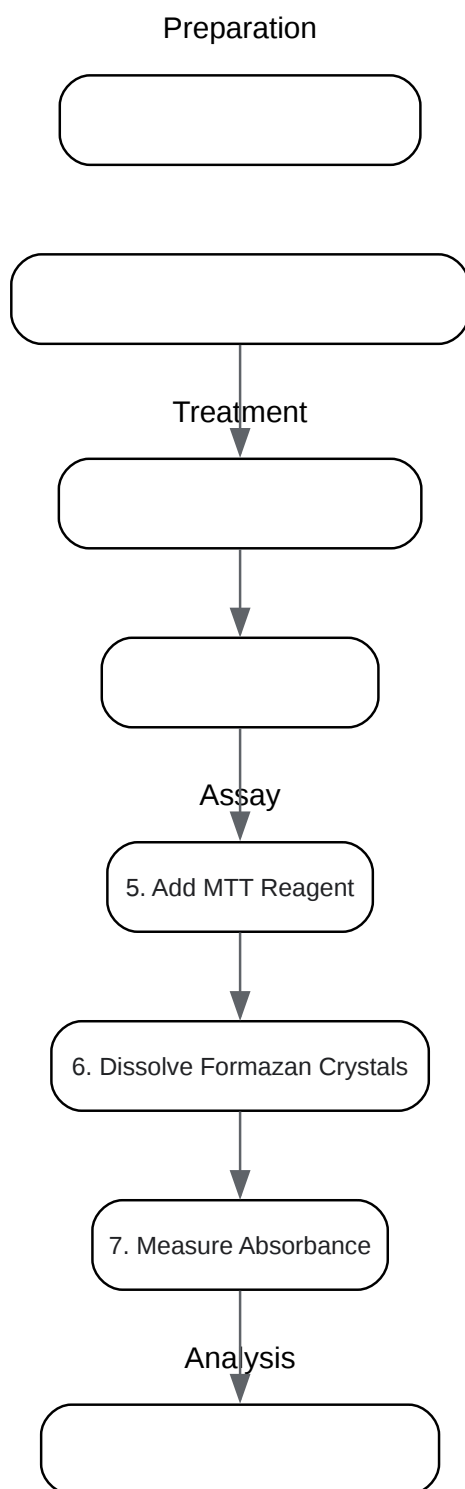 Preparation
Treatment
Assay
5. Add MTT Reagent
6. Dissolve Formazan Crystals
7. Measure Absorbance
Analysis